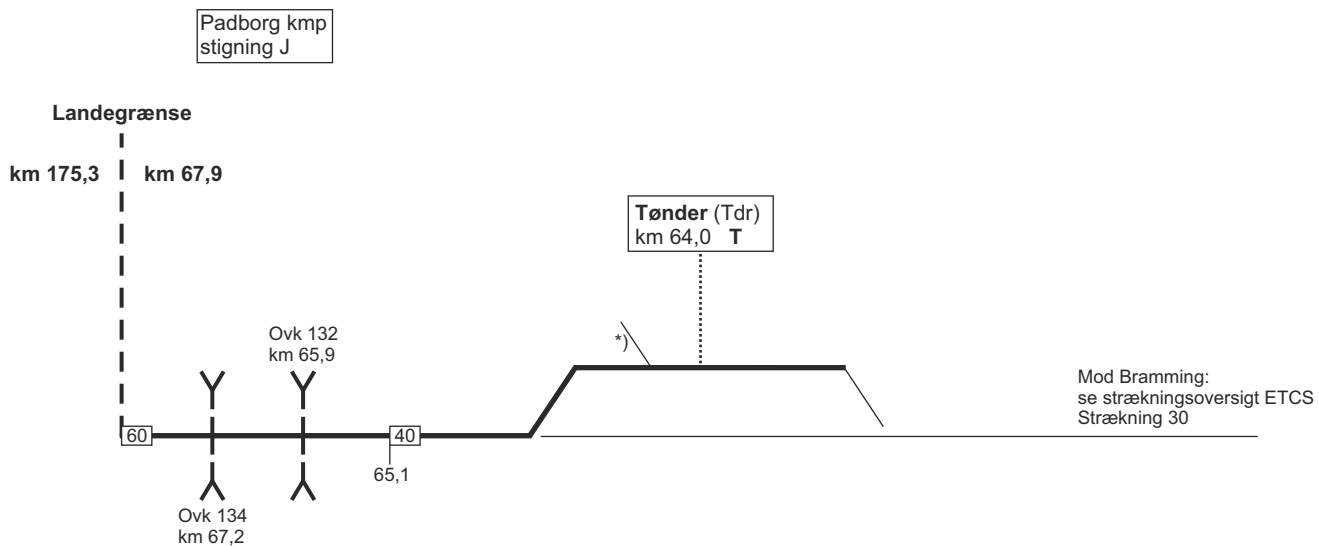 Padborg kmp
stigning J
Landegrænse
km 175,3 km 67,9
Tønder (Tdr)
km 64,0 T
Ovk 132
km 65,9
*)
Mod Bramming:
se strækningsoversigt ETCS
Strækning 30
60
40
65,1
Ovk 134
km 67,2